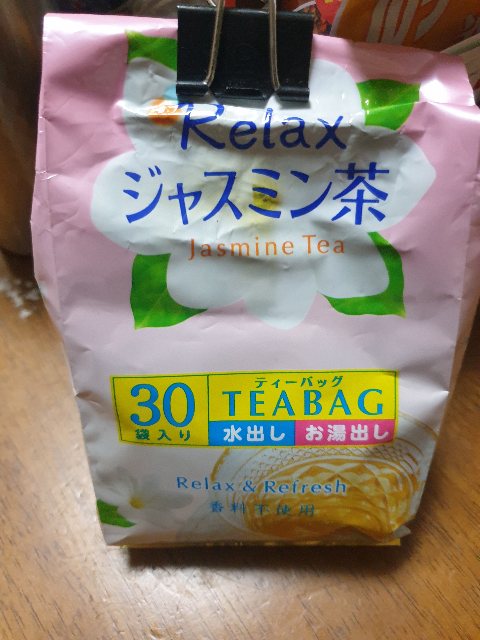 Relax
ジャスミン茶
Jasmine Tea
30
袋入り
ティーバッグ
TEABAG
水出し
お湯出し
Relax & Refresh
香料不使用